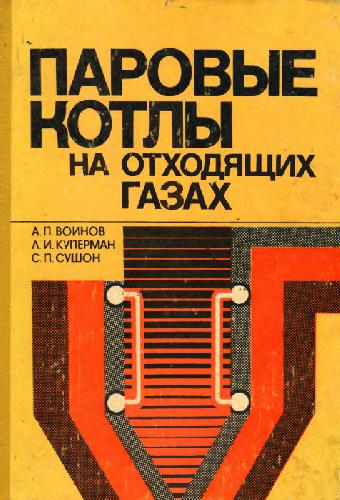 ПАРОВЫЕ
КОТЛЫ
НА ОТХОДЯЩИХ
ГАЗАХ
А. П. ВОИНОВ
Л. И. КУПЕРМАН
С. П. СУШОН